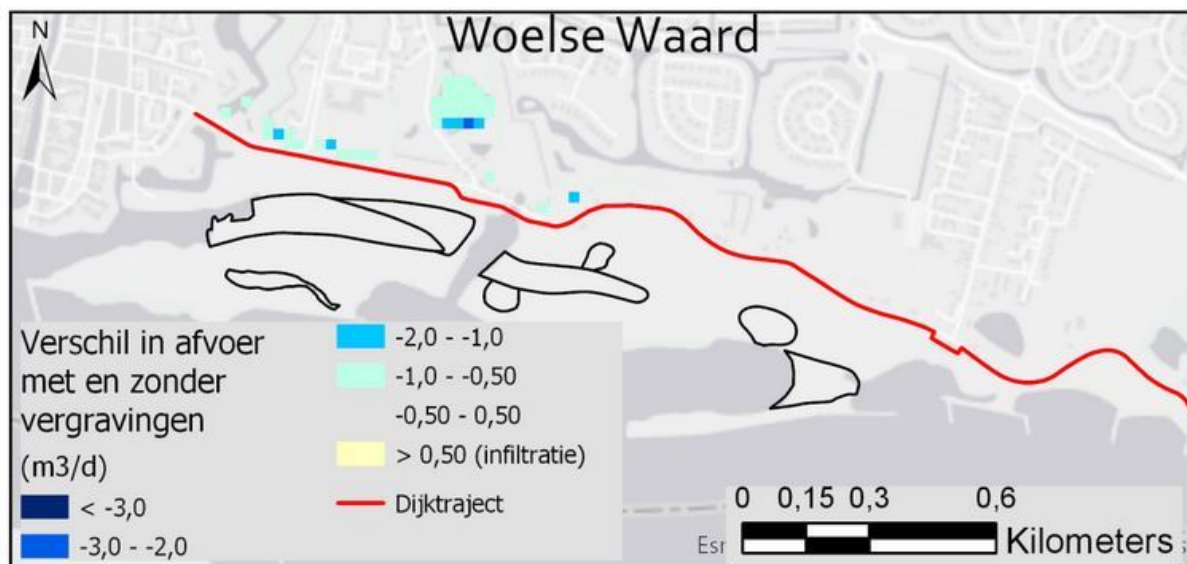 Woelse Waard
N
Verschil in afvoer
met en zonder
vergravingen
(m3/d)
< -3,0
-3,0 - -2,0
-2,0 - -1,0
-1,0 - -0,50
-0,50 - 0,50
> 0,50 (infiltratie)
Dijktraject
0 0,15 0,3 0,6
Kilometers